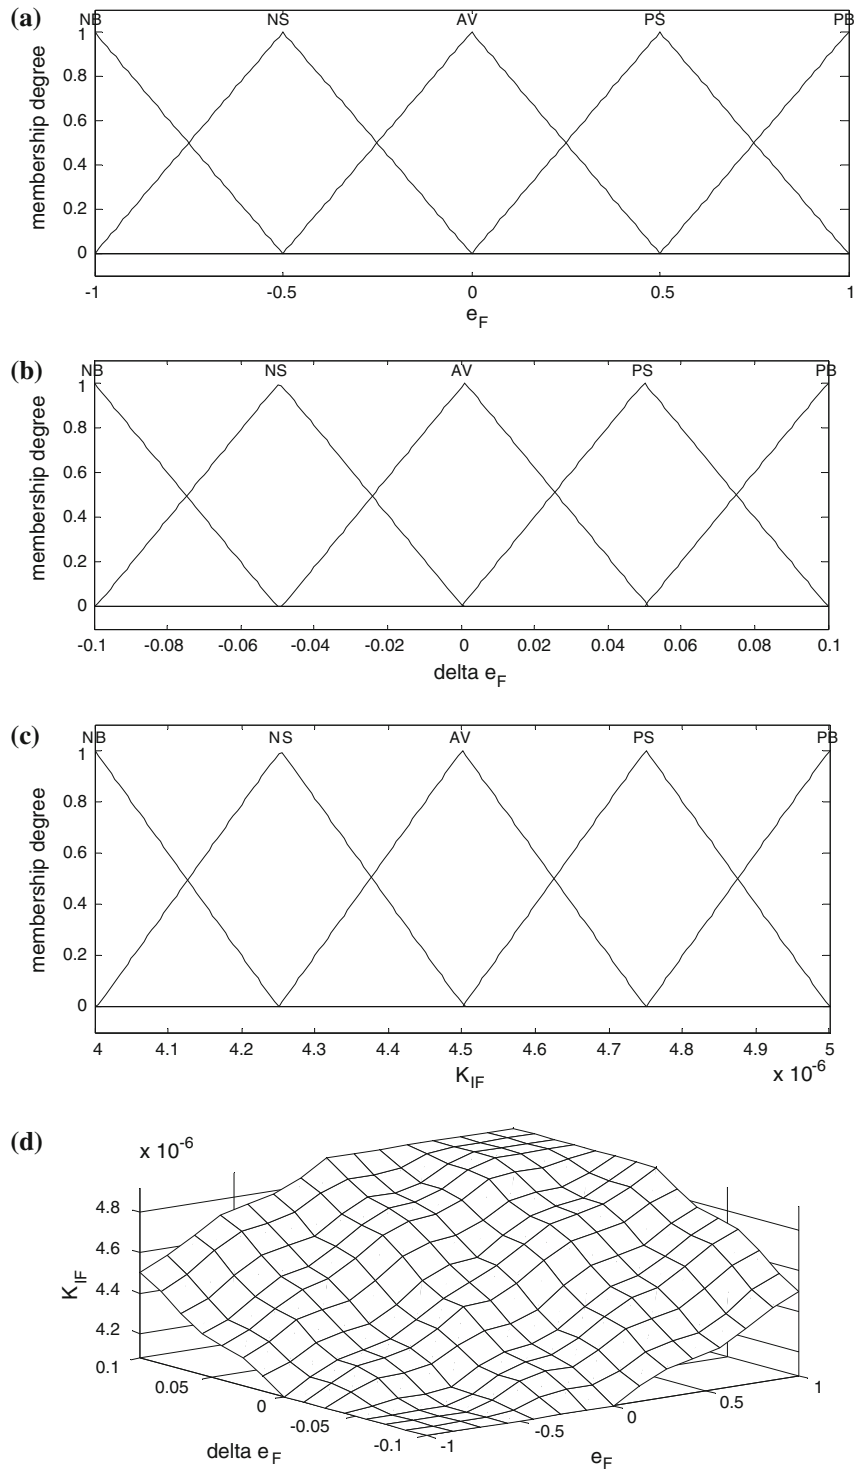 (a)
NB NS AV PS PB
1
0.8
0.6
0.4
0.2
0
membership degree
-1 -0.5 0 0.5 1
e_F
(b)
NB NS AV PS PB
1
0.8
0.6
0.4
0.2
0
membership degree
-0.1 -0.08 -0.06 -0.04 -0.02 0 0.02 0.04 0.06 0.08 0.1
delta e_F
(c)
NB NS AV PS PB
1
0.8
0.6
0.4
0.2
0
membership degree
4 4.1 4.2 4.3 4.4 4.5 4.6 4.7 4.8 4.9 5
K_IF
x 10^-6
(d)
x 10^-6
4.8
4.6
4.4
4.2
K_IF
0.1 0.05 0 -0.05 -0.1
delta e_F
-1 -0.5 0 0.5 1
e_F